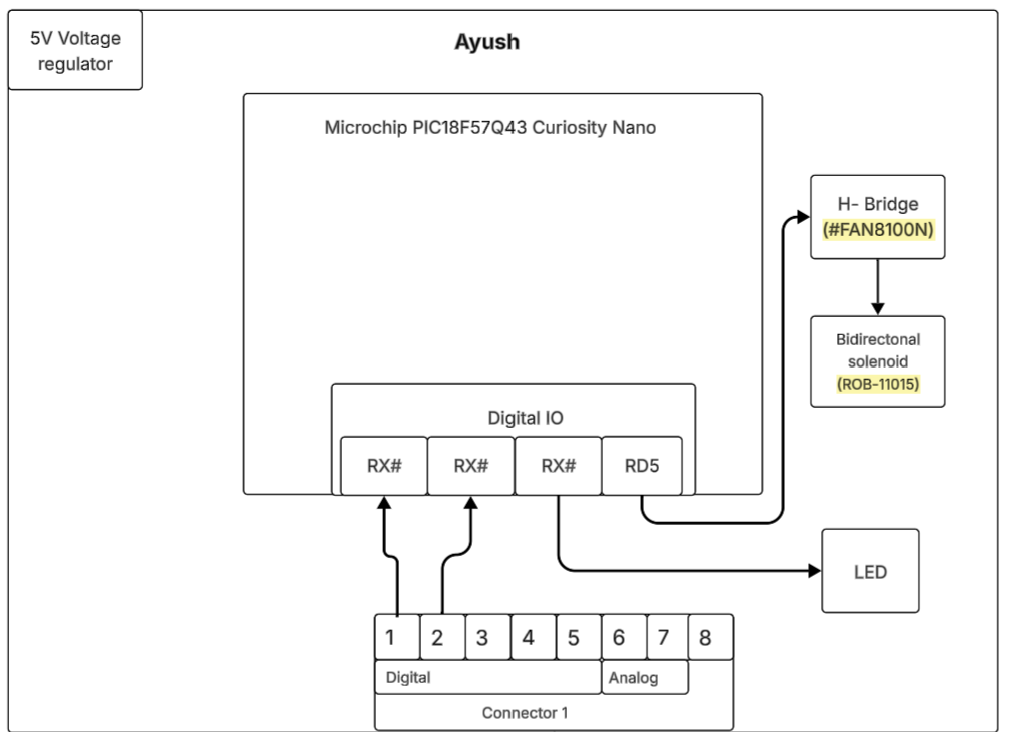 5V Voltage
regulator
Ayush
Microchip PIC18F57Q43 Curiosity Nano
H- Bridge
(#FAN8100N)
Bidirectonal
solenoid
(ROB-11015)
Digital IO
RX#
RX#
RX#
RD5
LED
1
2
3
4
5
6
7
8
Digital
Analog
Connector 1